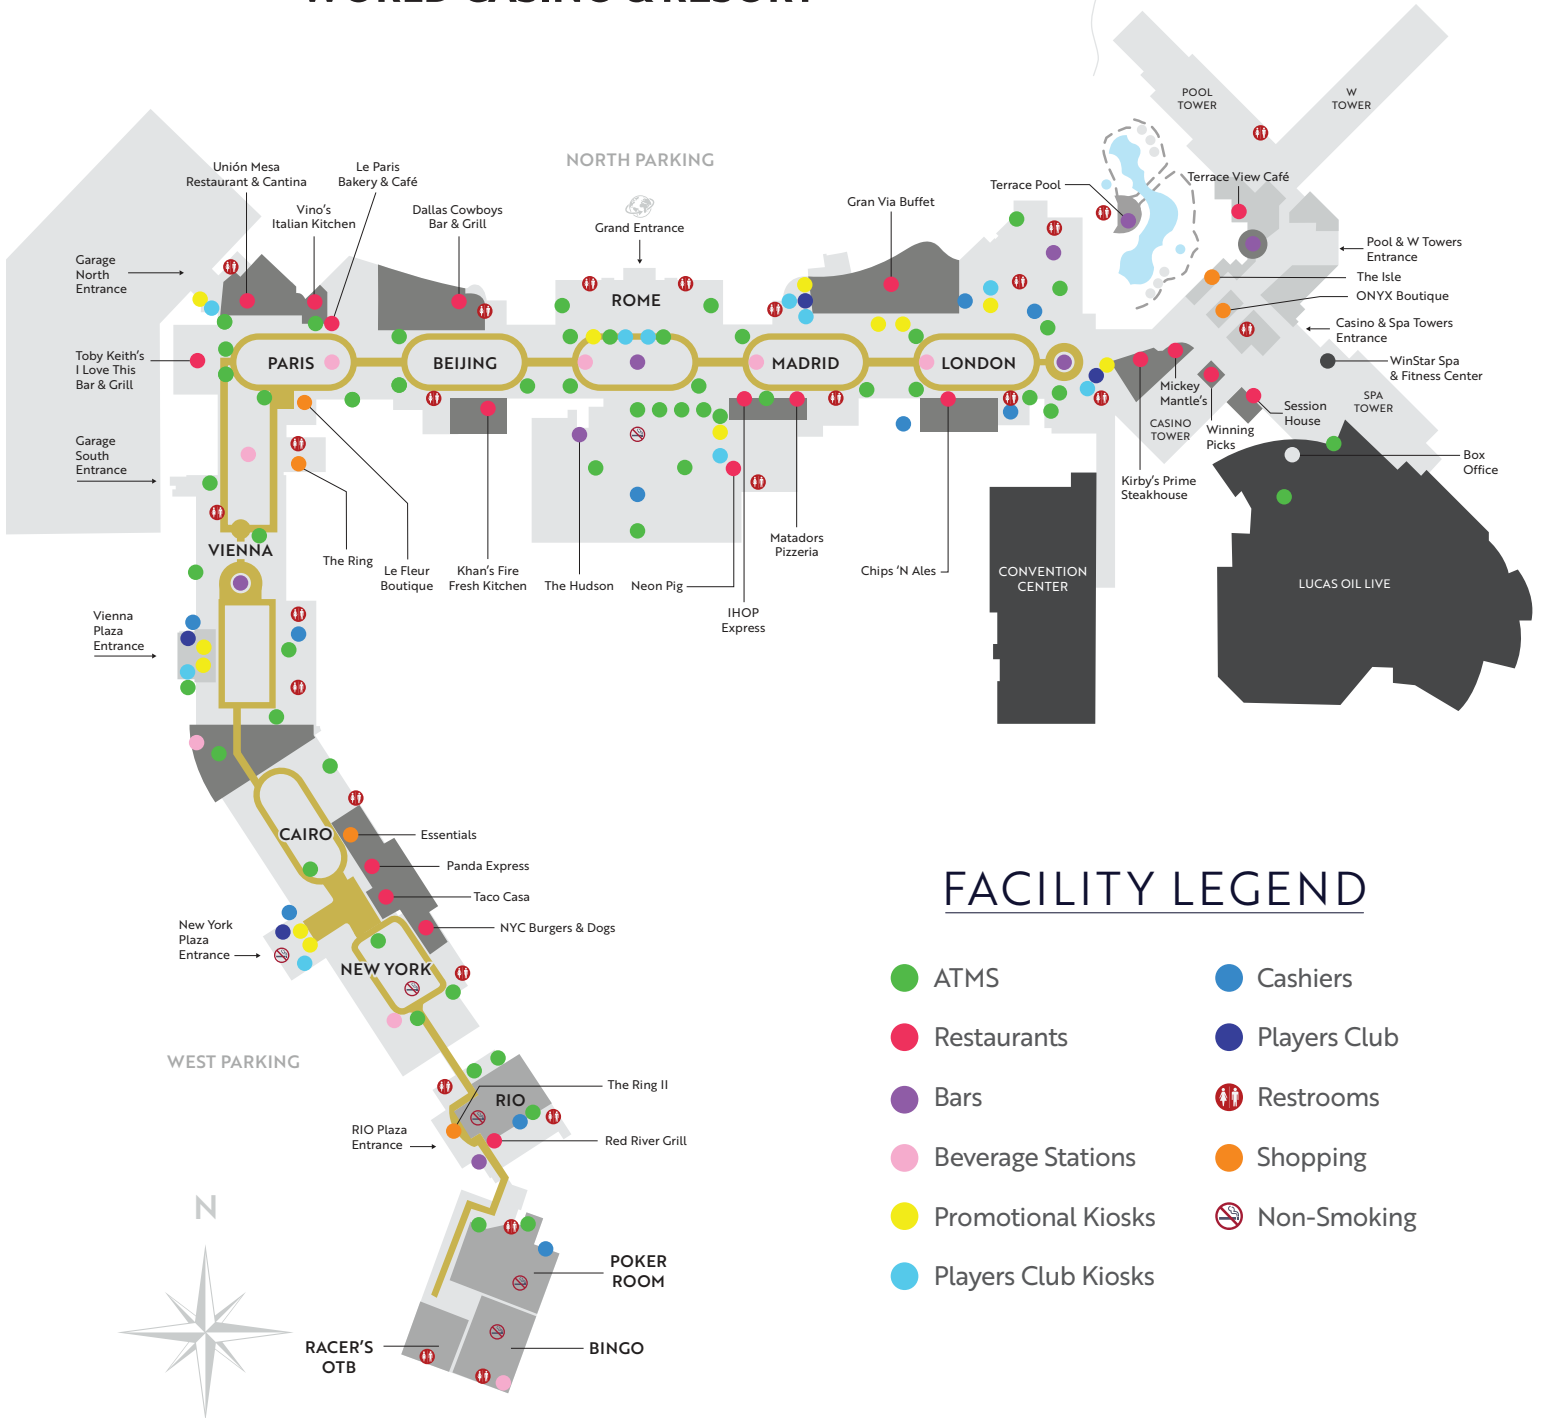 WORLD CASINO & RESORT
POOL
TOWER
W
TOWER
NORTH PARKING
Unión Mesa
Restaurant & Cantina
Le Paris
Bakery & Café
Vino's
Italian Kitchen
Dallas Cowboys
Bar & Grill
Grand Entrance
Gran Via Buffet
Terrace Pool
Terrace View Café
Pool & W Towers
Entrance
The Isle
ONYX Boutique
Casino & Spa Towers
Entrance
WinStar Spa
& Fitness Center
Garage
North
Entrance
ROME
Toby Keith's
I Love This
Bar & Grill
PARIS
BEIJING
MADRID
LONDON
Mickey
Mantle's
CASINO
TOWER
Winning
Picks
Session
House
SPA
TOWER
Kirby's Prime
Steakhouse
Box
Office
Garage
South
Entrance
VIENNA
The Ring
Le Fleur
Boutique
Khan's Fire
Fresh Kitchen
The Hudson
Neon Pig
IHOP
Express
Matadors
Pizzeria
Chips 'N Ales
CONVENTION
CENTER
LUCAS OIL LIVE
Vienna
Plaza
Entrance
CAIRO
Essentials
Panda Express
Taco Casa
NYC Burgers & Dogs
New York
Plaza
Entrance
NEW YORK
WEST PARKING
RIO
The Ring II
RIO Plaza
Entrance
Red River Grill
N
POKER
ROOM
RACER'S
OTB
BINGO
FACILITY LEGEND
ATMS
Restaurants
Bars
Beverage Stations
Promotional Kiosks
Players Club Kiosks
Cashiers
Players Club
Restrooms
Shopping
Non-Smoking